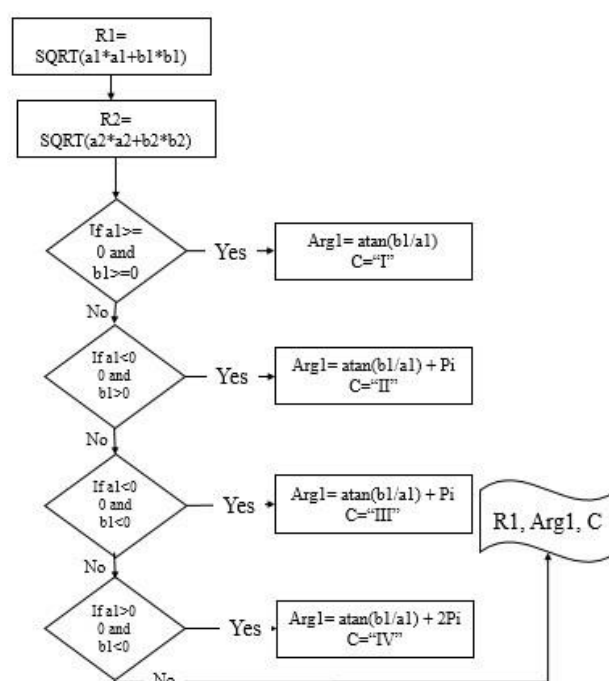 R1=
SQRT(a1*a1+b1*b1)
R2=
SQRT(a2*a2+b2*b2)
If a1>=
0 and
b1>=0
Yes
Arg1= atan(b1/a1)
C=“I”
No
If a1<0
0 and
b1>0
Yes
Arg1= atan(b1/a1) + Pi
C=“II”
No
If a1<0
0 and
b1<0
Yes
Arg1= atan(b1/a1) + Pi
C=“III”
R1, Arg1, C
No
If a1>0
0 and
b1<0
Yes
Arg1= atan(b1/a1) + 2Pi
C=“IV”
No